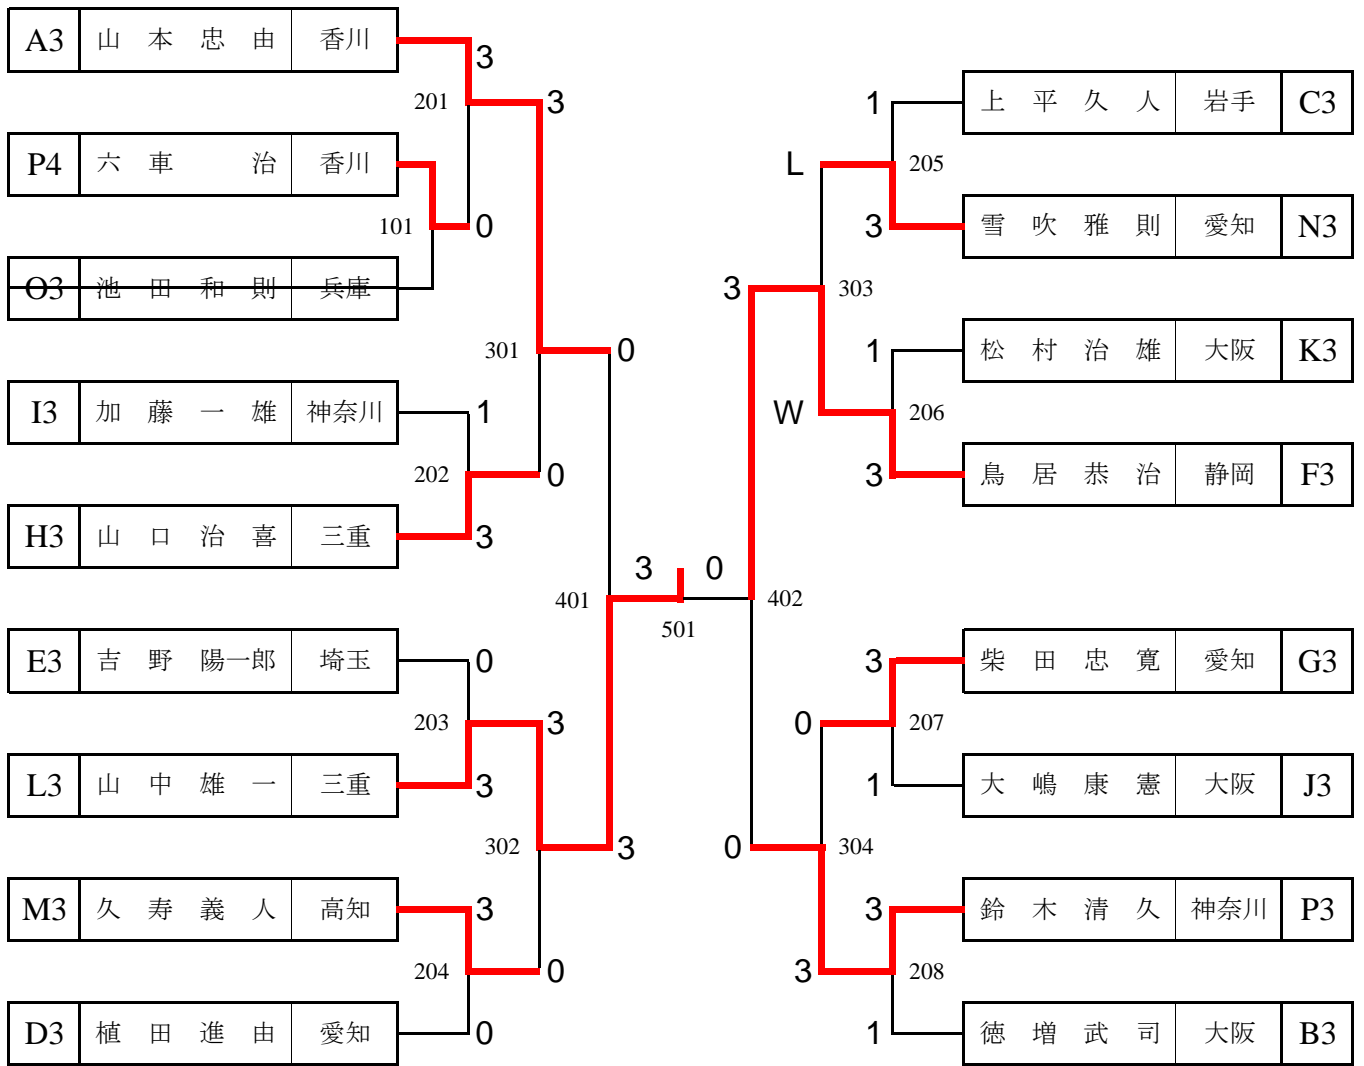 A3 山本忠由 香川
3
201
3
P4 六車 治 香川
101
0
O3 池田和則 兵庫
301
0
I3 加藤一雄 神奈川
1
202
0
H3 山口治喜 三重
3
401
3 0
501
E3 吉野陽一郎 埼玉
0
203
3
L3 山中雄一 三重
3
302
3
M3 久寿義人 高知
3
204
0
D3 植田進由 愛知
0
1
上平久人 岩手 C3
L
205
3
雪吹雅則 愛知 N3
3
303
1
松村治雄 大阪 K3
W
206
3
鳥居恭治 静岡 F3
402
3
柴田忠寛 愛知 G3
0
207
1
大嶋康憲 大阪 J3
0
304
3
鈴木清久 神奈川 P3
3
208
1
徳増武司 大阪 B3